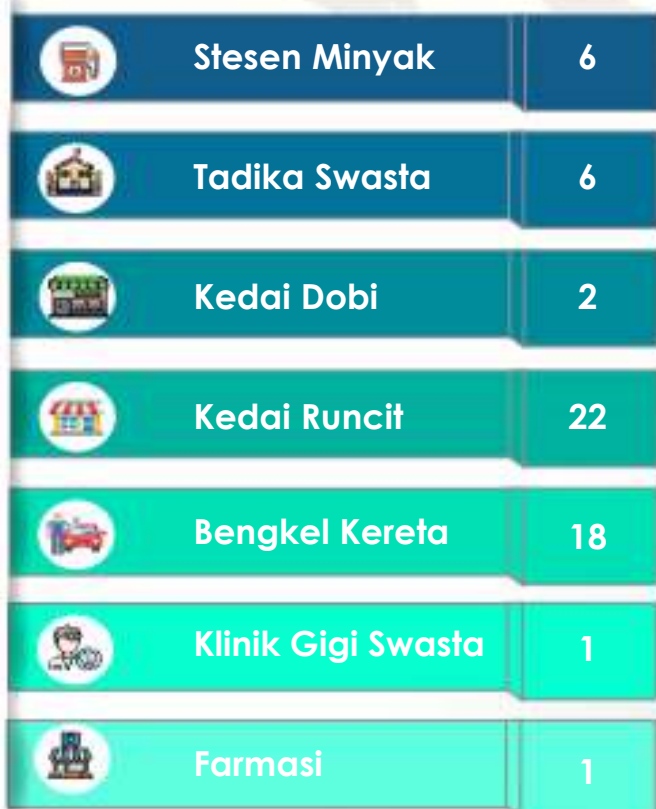 Stesen Minyak 6
Tadika Swasta 6
Kedai Dobi 2
Kedai Runcit 22
Bengkel Kereta 18
Klinik Gigi Swasta 1
Farmasi 1